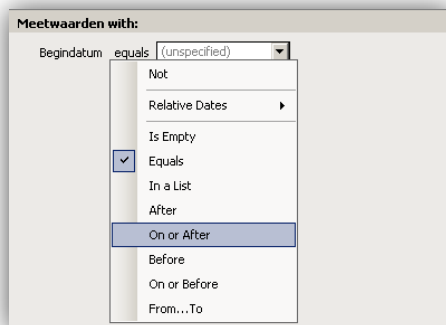 Meetwaarden with:
Begindatum equals (unspecified)
Not
Relative Dates
Is Empty
Equals
In a List
After
On or After
Before
On or Before
From...To